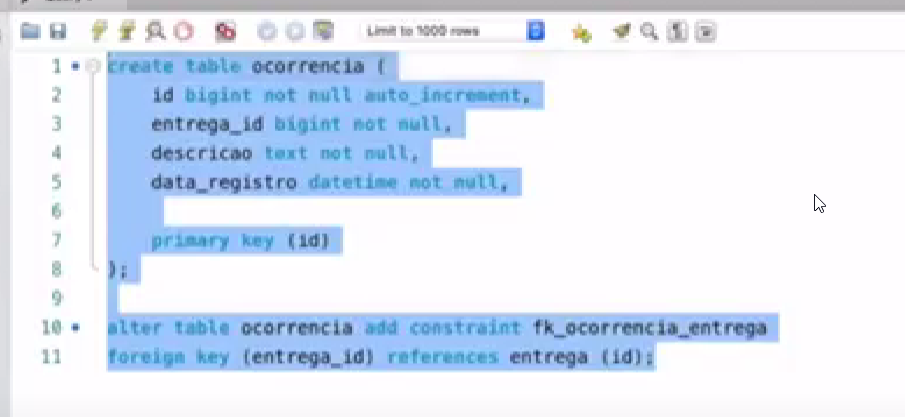 Limit to 1000 rows
1 create table ocorrencia (
2 id bigint not null auto_increment,
3 entrega_id bigint not null,
4 descricao text not null,
5 data_registro datetime not null,
6
7 primary key (id)
8 );
9
10 alter table ocorrencia add constraint fk_ocorrencia_entrega
11 foreign key (entrega_id) references entrega (id);